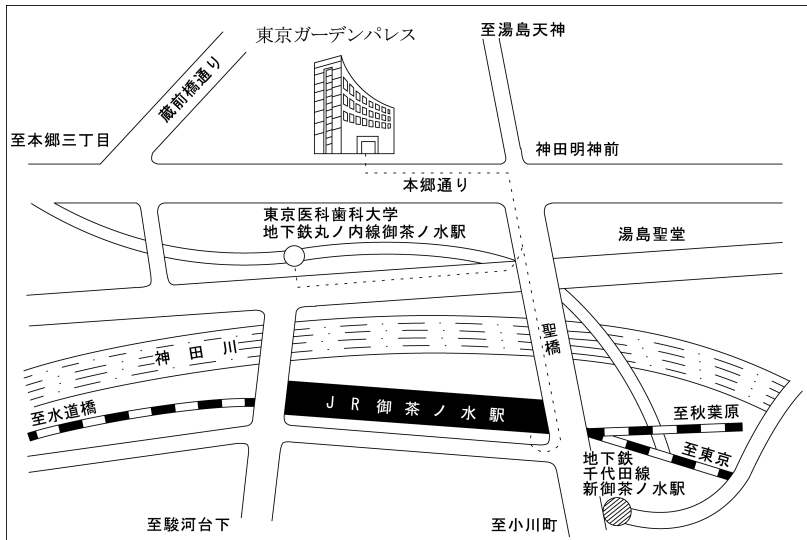 東京ガーデンパレス
至湯島天神
蔵前橋通り
至本郷三丁目
神田明神前
本郷通り
東京医科歯科大学
地下鉄丸ノ内線御茶ノ水駅
湯島聖堂
聖橋
神田川
JR御茶ノ水駅
至水道橋
至秋葉原
至東京
地下鉄
千代田線
新御茶ノ水駅
至駿河台下
至小川町